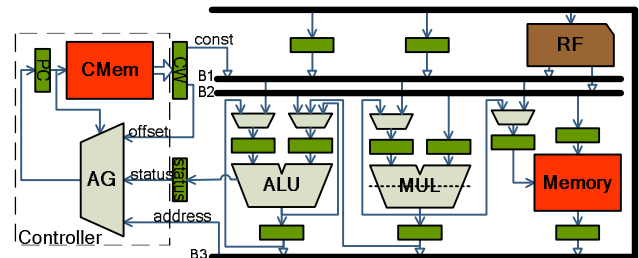 const
RF
PC
CMem
CW
B1
B2
offset
status
status
AG
ALU
MUL
Memory
address
Controller
B3